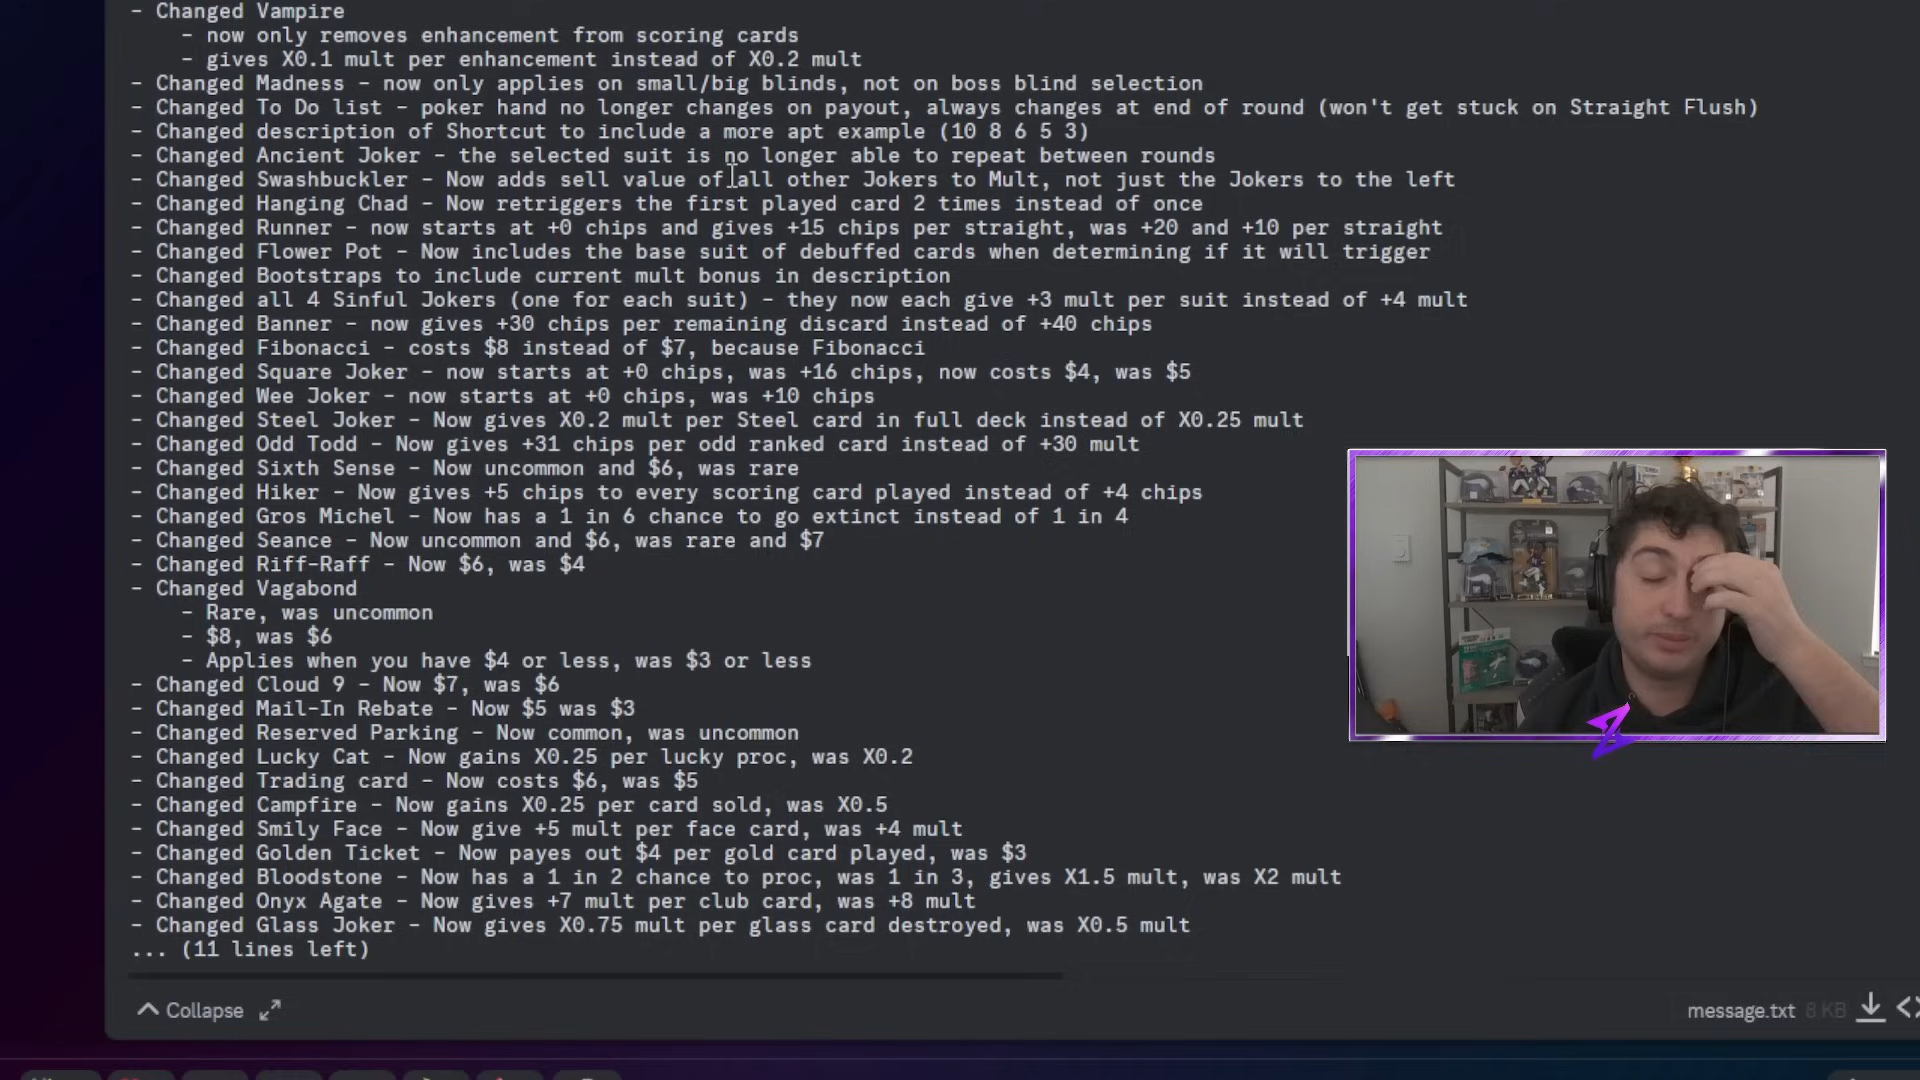 - Changed Vampire
- now only removes enhancement from scoring cards
- gives X0.1 mult per enhancement instead of X0.2 mult
- Changed Madness - now only applies on small/big blinds, not on boss blind selection
- Changed To Do list - poker hand no longer changes on payout, always changes at end of round (won't get stuck on Straight Flush)
- Changed description of Shortcut to include a more apt example (10 8 6 5 3)
- Changed Ancient Joker - the selected suit is no longer able to repeat between rounds
- Changed Swashbuckler - Now adds sell value of all other Jokers to Mult, not just the Jokers to the left
- Changed Hanging Chad - Now retriggers the first played card 2 times instead of once
- Changed Runner - now starts at +0 chips and gives +15 chips per straight, was +20 and +10 per straight
- Changed Flower Pot - Now includes the base suit of debuffed cards when determining if it will trigger
- Changed Bootstraps to include current mult bonus in description
- Changed all 4 Sinful Jokers (one for each suit) - they now each give +3 mult per suit instead of +4 mult
- Changed Banner - now gives +30 chips per remaining discard instead of +40 chips
- Changed Fibonacci - costs $8 instead of $7, because Fibonacci
- Changed Square Joker - now starts at +0 chips, was +16 chips, now costs $4, was $5
- Changed Wee Joker - now starts at +0 chips, was +10 chips
- Changed Steel Joker - Now gives X0.2 mult per Steel card in full deck instead of X0.25 mult
- Changed Odd Todd - Now gives +31 chips per odd ranked card instead of +30 mult
- Changed Sixth Sense - Now uncommon and $6, was rare
- Changed Hiker - Now gives +5 chips to every scoring card played instead of +4 chips
- Changed Gros Michel - Now has a 1 in 6 chance to go extinct instead of 1 in 4
- Changed Seance - Now uncommon and $6, was rare and $7
- Changed Riff-Raff - Now $6, was $4
- Changed Vagabond
- Rare, was uncommon
- $8, was $6
- Applies when you have $4 or less, was $3 or less
- Changed Cloud 9 - Now $7, was $6
- Changed Mail-In Rebate - Now $5 was $3
- Changed Reserved Parking - Now common, was uncommon
- Changed Lucky Cat - Now gains X0.25 per lucky proc, was X0.2
- Changed Trading card - Now costs $6, was $5
- Changed Campfire - Now gains X0.25 per card sold, was X0.5
- Changed Smily Face - Now give +5 mult per face card, was +4 mult
- Changed Golden Ticket - Now payes out $4 per gold card played, was $3
- Changed Bloodstone - Now has a 1 in 2 chance to proc, was 1 in 3, gives X1.5 mult, was X2 mult
- Changed Onyx Agate - Now gives +7 mult per club card, was +8 mult
- Changed Glass Joker - Now gives X0.75 mult per glass card destroyed, was X0.5 mult
... (11 lines left)
Collapse
message.txt 8 KB